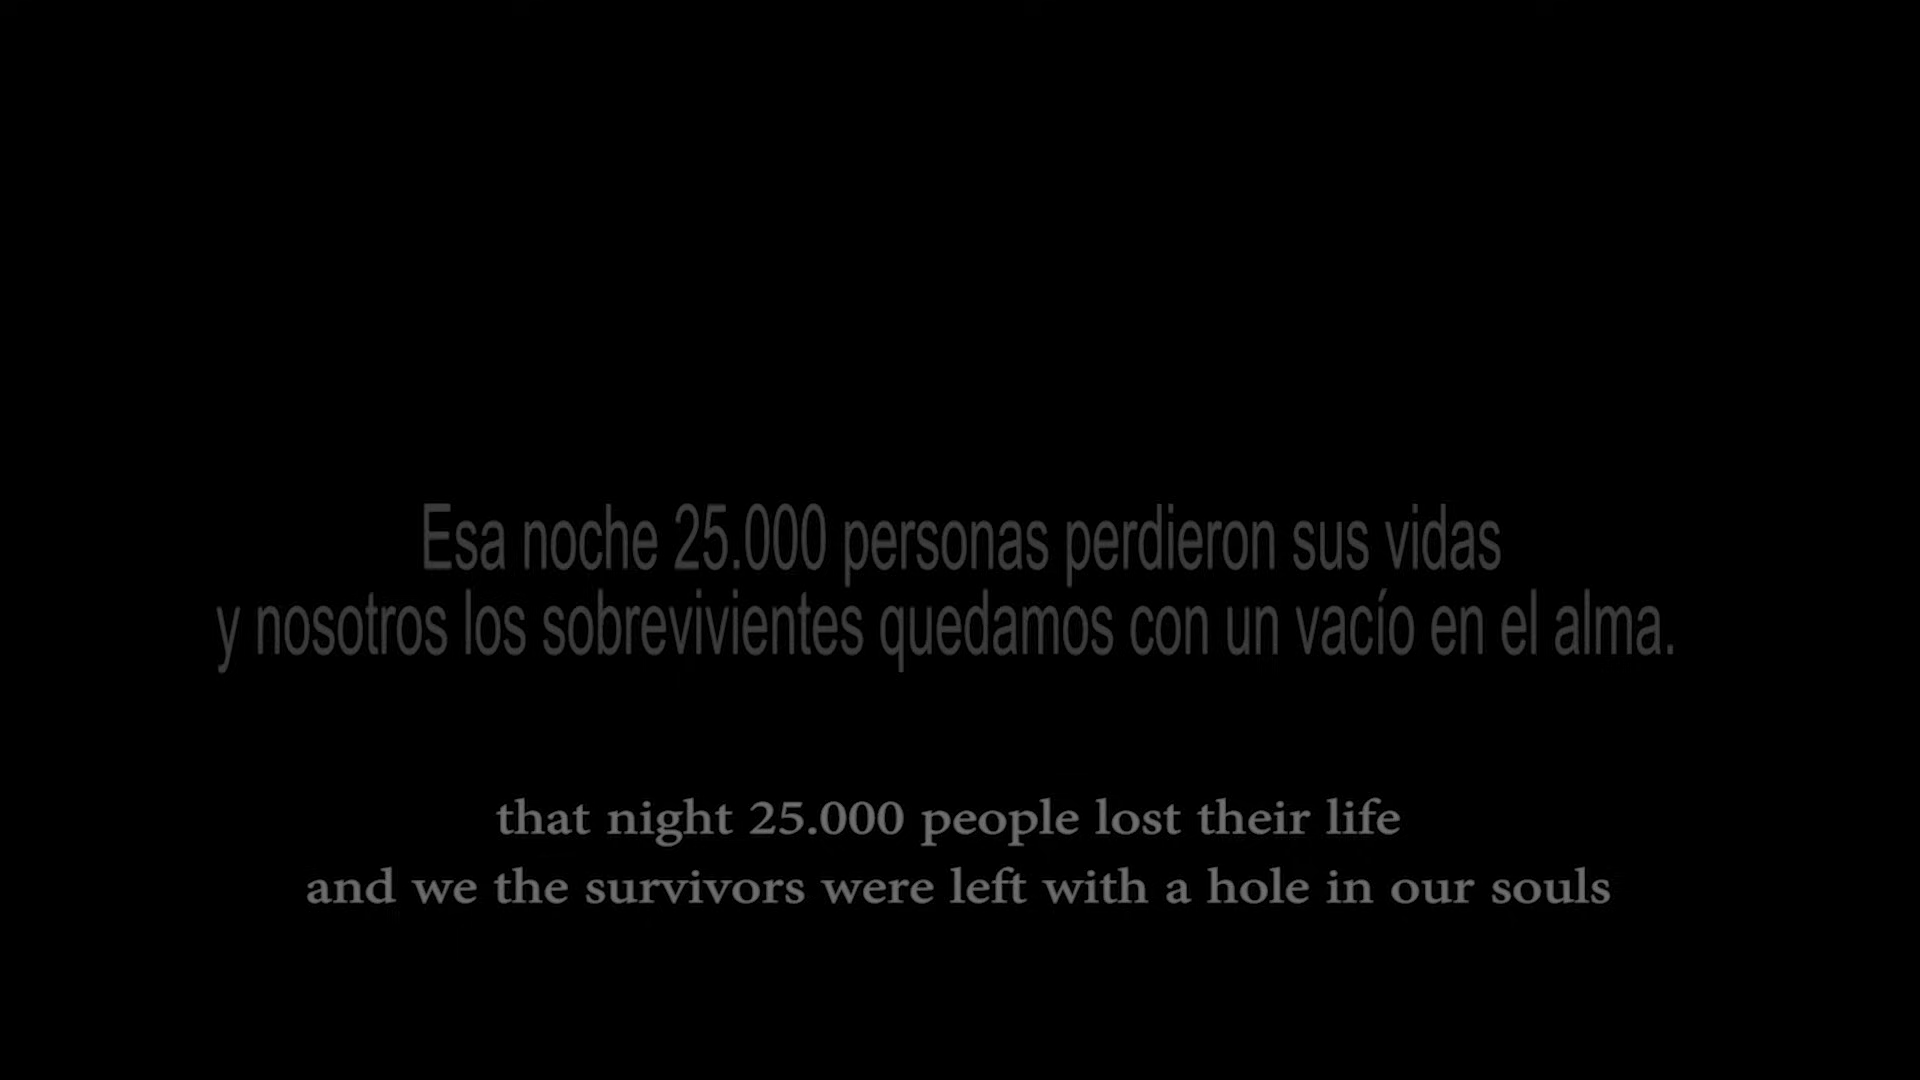 Esa noche 25.000 personas perdieron sus vidas
y nosotros los sobrevivientes quedamos con un vacío en el alma.
that night 25.000 people lost their life
and we the survivors were left with a hole in our souls